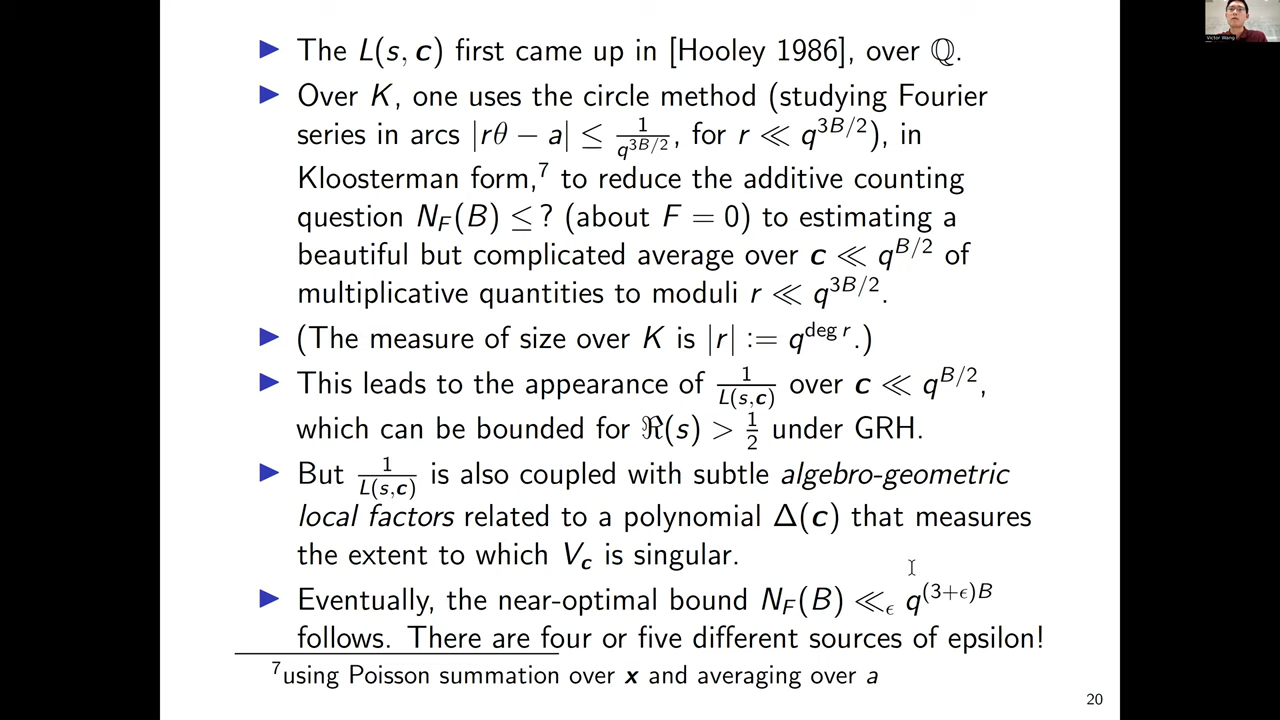 ▶ The L(s, c) first came up in [Hooley 1986], over ℚ.
▶ Over K, one uses the circle method (studying Fourier
series in arcs |rθ − a| ≤ 1/q^{3B/2}, for r ≪ q^{3B/2}), in
Kloosterman form,⁷ to reduce the additive counting
question N_F(B) ≤ ? (about F = 0) to estimating a
beautiful but complicated average over c ≪ q^{B/2} of
multiplicative quantities to moduli r ≪ q^{3B/2}.
▶ (The measure of size over K is |r| := q^{deg r}.)
▶ This leads to the appearance of 1/L(s,c) over c ≪ q^{B/2},
which can be bounded for ℜ(s) > 1/2 under GRH.
▶ But 1/L(s,c) is also coupled with subtle algebro-geometric
local factors related to a polynomial Δ(c) that measures
the extent to which V_c is singular.
▶ Eventually, the near-optimal bound N_F(B) ≪_ϵ q^{(3+ϵ)B}
follows. There are four or five different sources of epsilon!
⁷using Poisson summation over x and averaging over a
20
Victor Wang